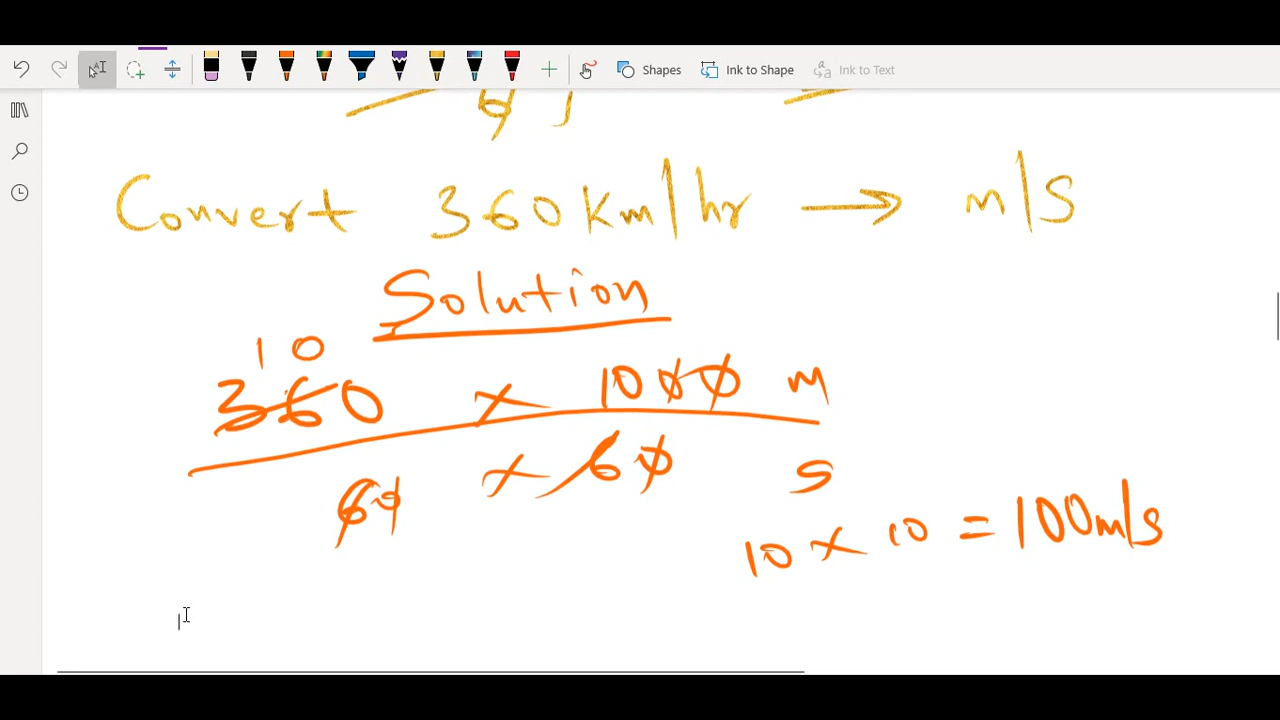 Shapes Ink to Shape Ink to Text
Convert 360 Km/hr → m/s
Solution
10
360 × 1000 m
60 × 60 s
10 × 10 = 100m/s